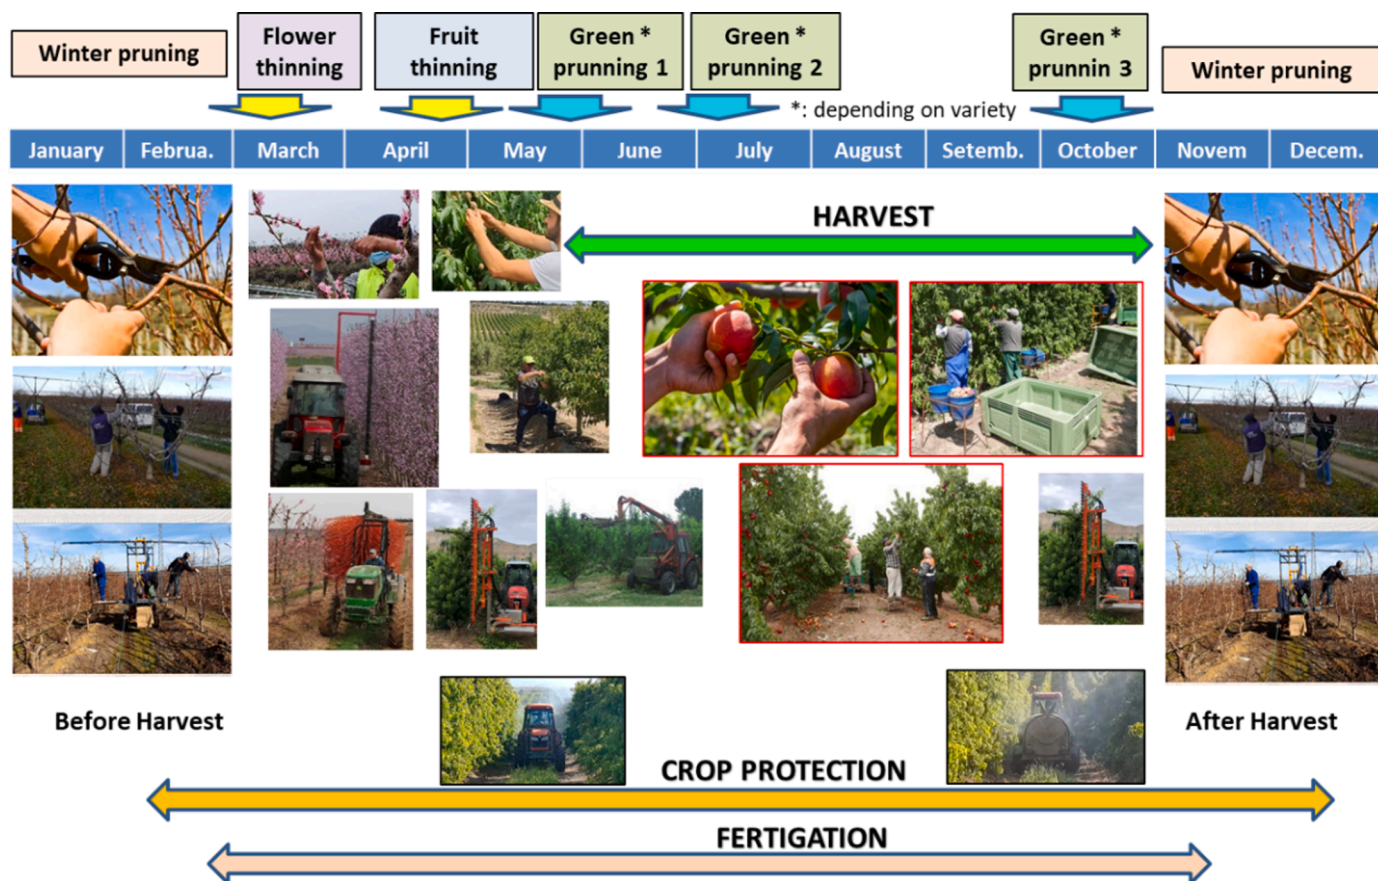 Winter pruning
Flower
thinning
Fruit
thinning
Green *
prunning 1
Green *
prunning 2
Green *
prunnin 3
Winter pruning
*: depending on variety
January
Februa.
March
April
May
June
July
August
Setemb.
October
Novem
Decem.
HARVEST
Before Harvest
After Harvest
CROP PROTECTION
FERTIGATION